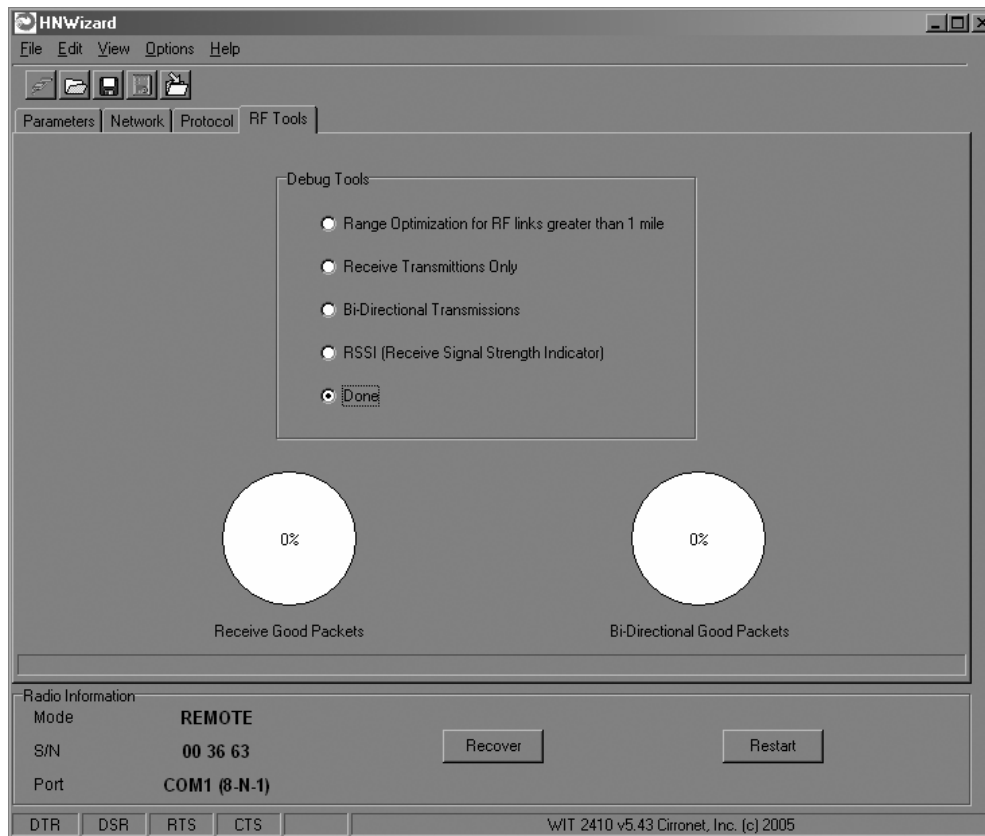 HNWizard
File Edit View Options Help
Parameters Network Protocol RF Tools
Debug Tools
Range Optimization for RF links greater than 1 mile
Receive Transmittions Only
Bi-Directional Transmissions
RSSI (Receive Signal Strength Indicator)
Done
0% 0%
Receive Good Packets Bi-Directional Good Packets
Radio Information
Mode REMOTE
S/N 00 36 63 Recover Restart
Port COM1 (8-N-1)
DTR DSR RTS CTS WIT 2410 v5.43 Cirronet, Inc. (c) 2005